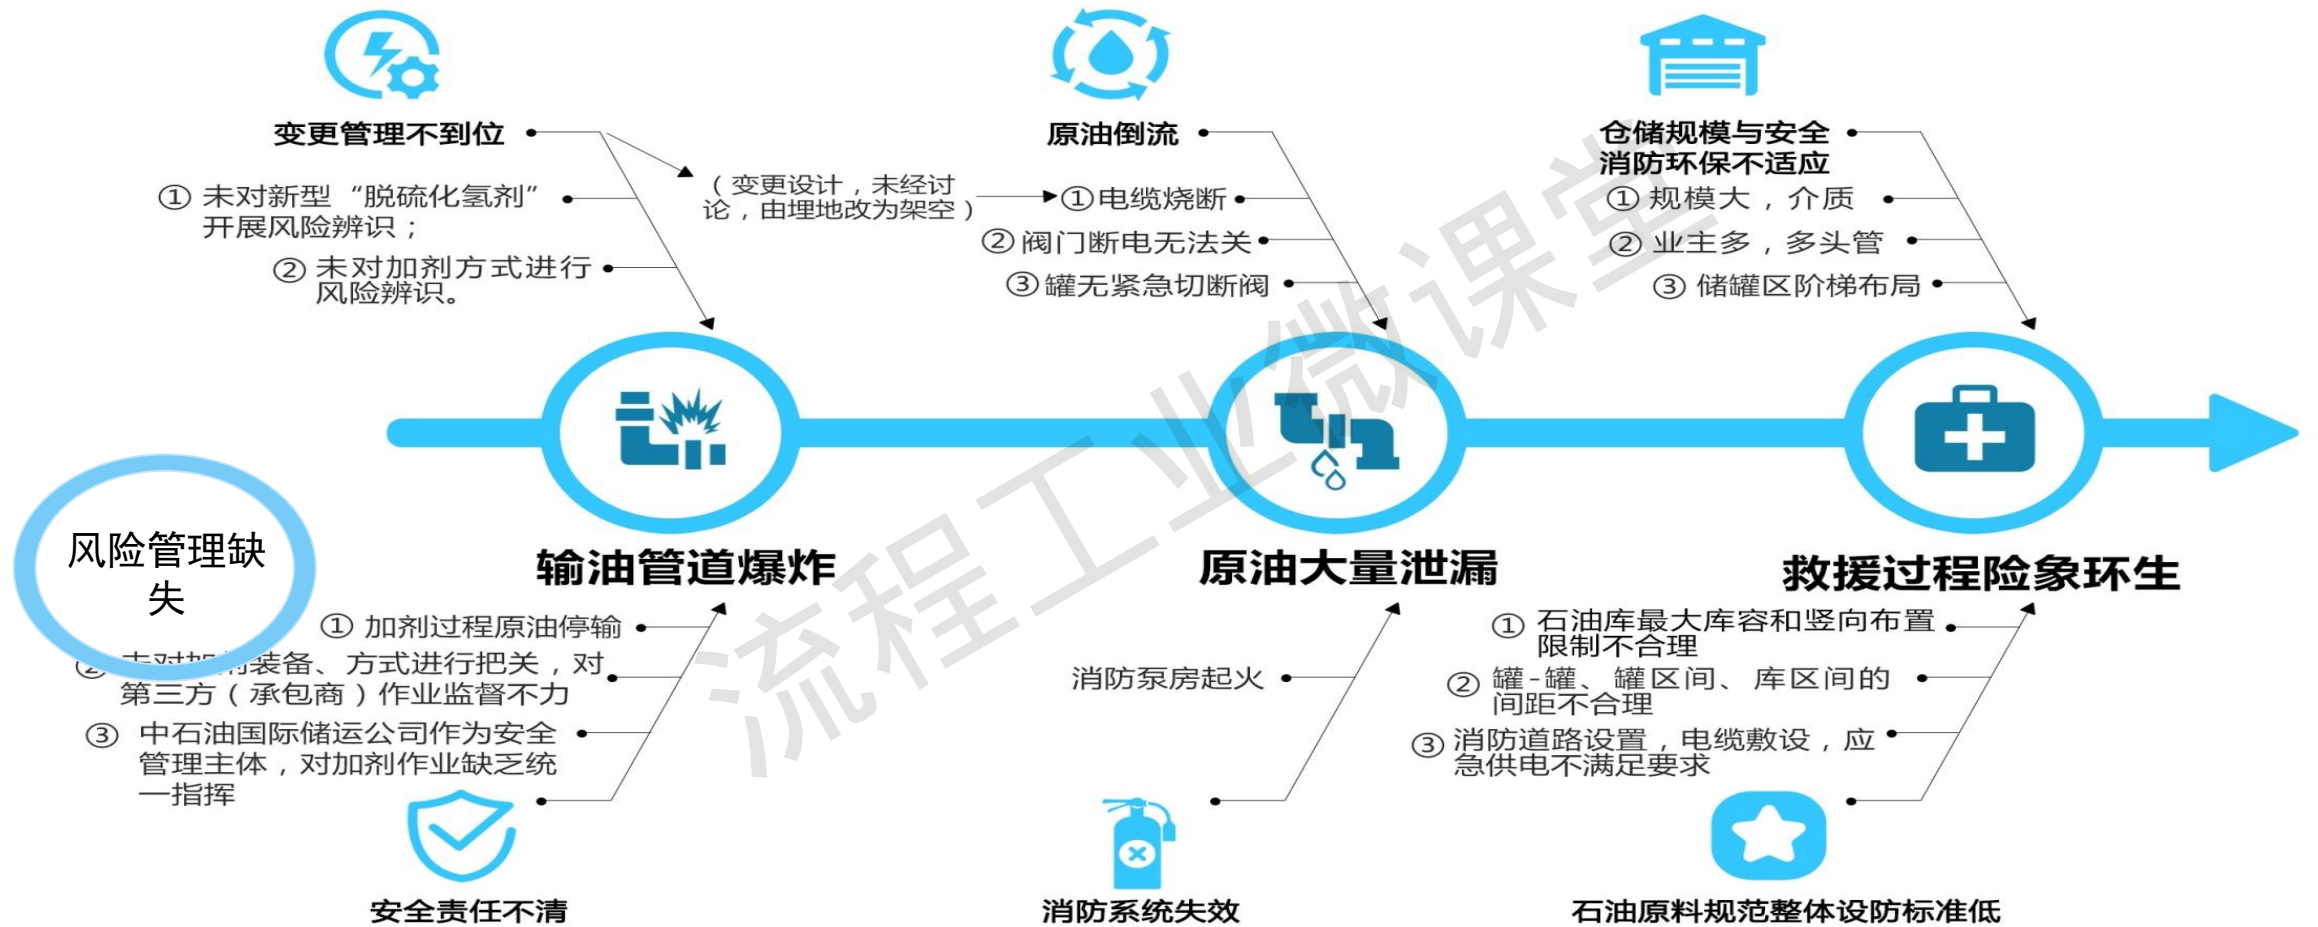 变更管理不到位
① 未对新型“脱硫化氢剂”
开展风险辨识；
② 未对加剂方式进行
风险辨识。
（变更设计，未经讨
论，由埋地改为架空）
原油倒流
①电缆烧断
②阀门断电无法关
③罐无紧急切断阀
仓储规模与安全
消防环保不适应
①规模大，介质
② 业主多，多头管
③ 储罐区阶梯布局
风险管理缺
失
输油管道爆炸
原油大量泄漏
救援过程险象环生
① 加剂过程原油停输
② 未对加剂装备、方式进行把关，对
第三方（承包商）作业监督不力
③ 中石油国际储运公司作为安全
管理主体，对加剂作业缺乏统
一指挥
安全责任不清
消防泵房起火
消防系统失效
① 石油库最大库容和竖向布置
限制不合理
② 罐-罐、罐区间、库区间的
间距不合理
③ 消防道路设置，电缆敷设，应
急供电不满足要求
石油原料规范整体设防标准低
流程工业微课堂